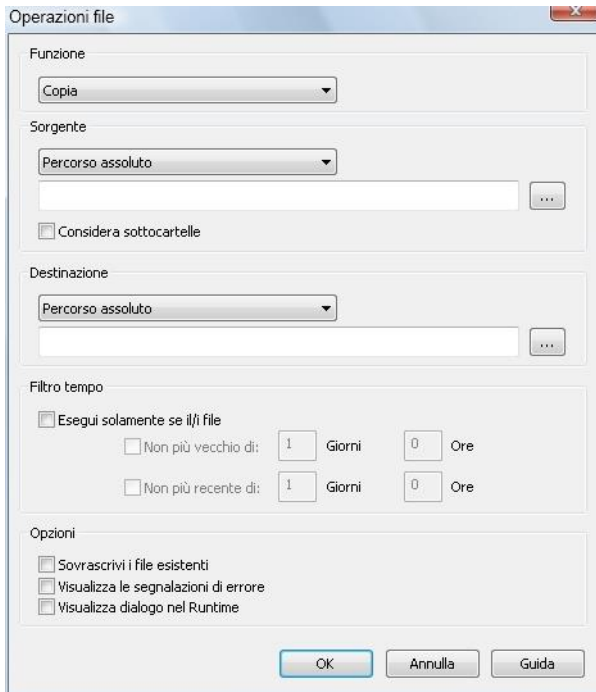 Operazioni file
Funzione
Copia
Sorgente
Percorso assoluto
...
Considera sottocartelle
Destinazione
Percorso assoluto
...
Filtro tempo
Esegui solamente se il/i file
Non più vecchio di: 1 Giorni 0 Ore
Non più recente di: 1 Giorni 0 Ore
Opzioni
Sovrascrivi i file esistenti
Visualizza le segnalazioni di errore
Visualizza dialogo nel Runtime
OK Annulla Guida